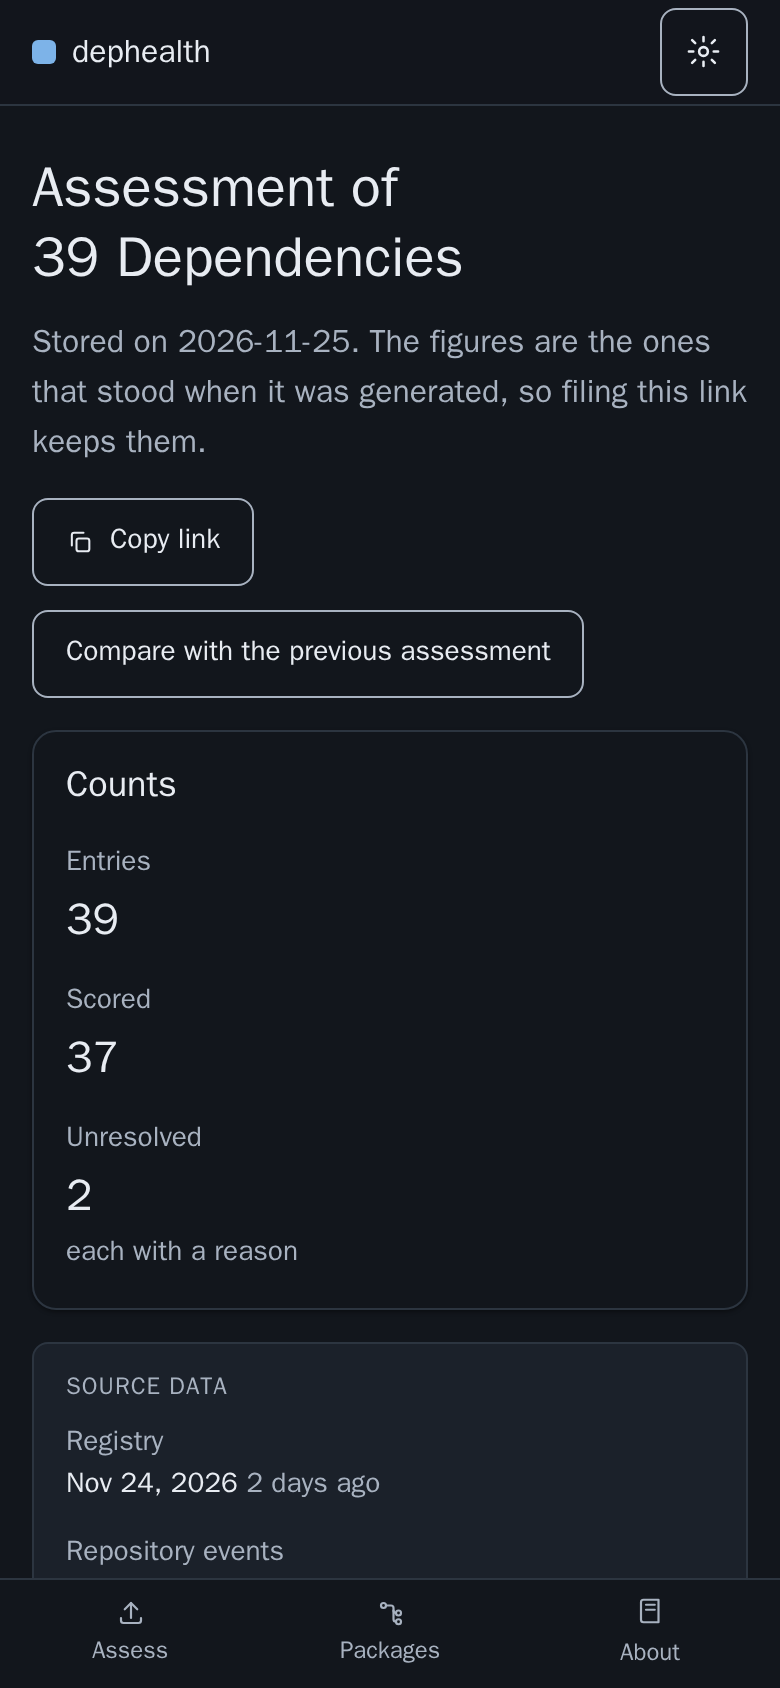 dephealth
Assessment of
39 Dependencies
Stored on 2026-11-25. The figures are the ones
that stood when it was generated, so filing this link
keeps them.
Copy link
Compare with the previous assessment
Counts
Entries
39
Scored
37
Unresolved
2
each with a reason
SOURCE DATA
Registry
Nov 24, 2026 2 days ago
Repository events
Assess
Packages
About